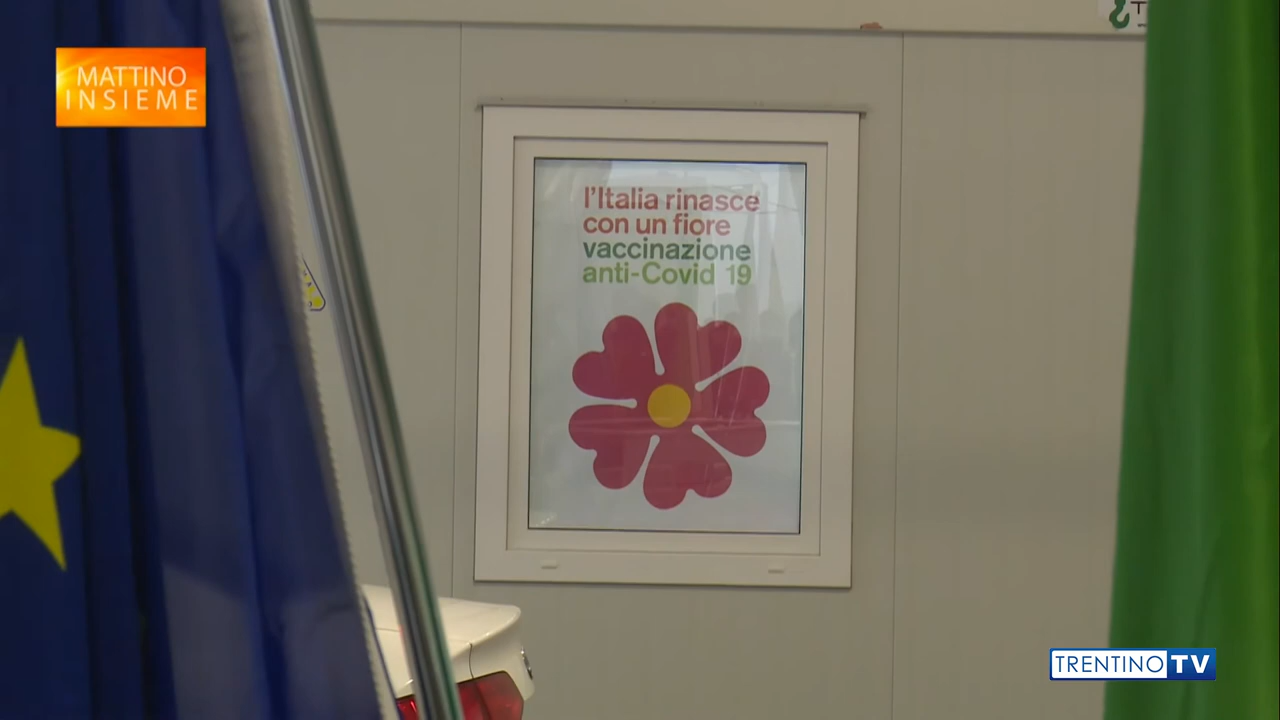 MATTINO
INSIEME
l'Italia rinasce
con un fiore
vaccinazione
anti-Covid 19
TRENTINO TV